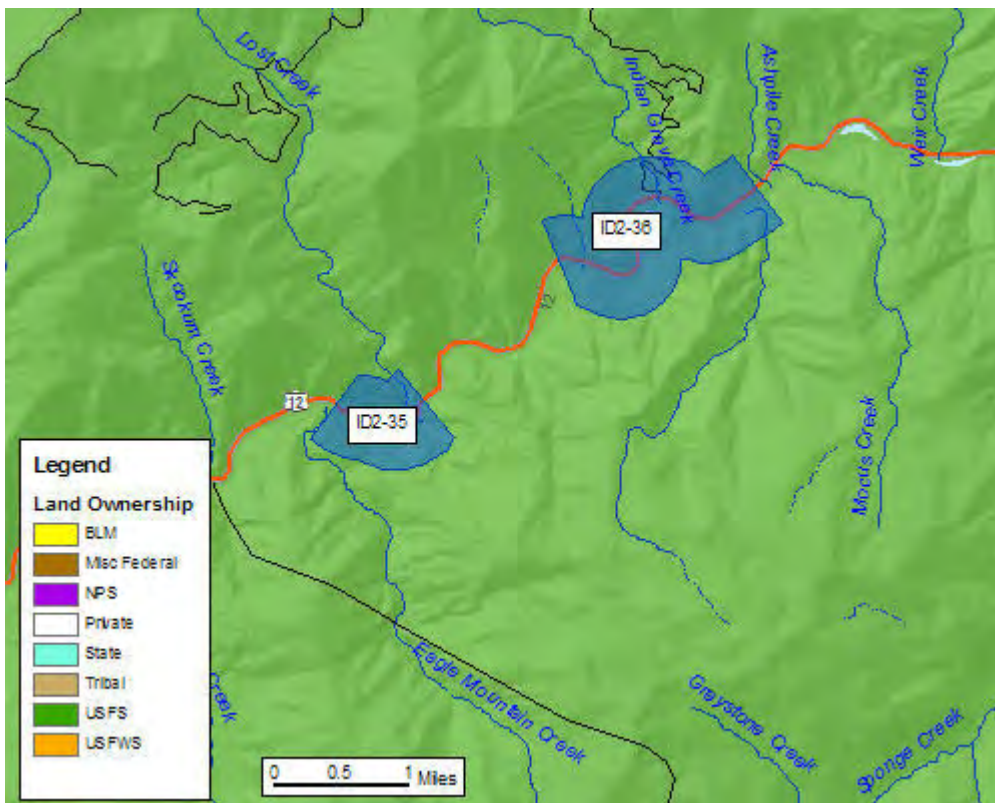 Lost Creek
Indian Grave Creek
Ashpile Creek
Weir Creek
ID2-36
Skookum Creek
12
12
ID2-35
Mocus Creek
Legend
Land Ownership
BLM
Misc Federal
NPS
Private
State
Tribal
USFS
USFWS
Creek
Eagle Mountain Creek
Greystone Creek
Sponge Creek
0 0.5 1 Miles